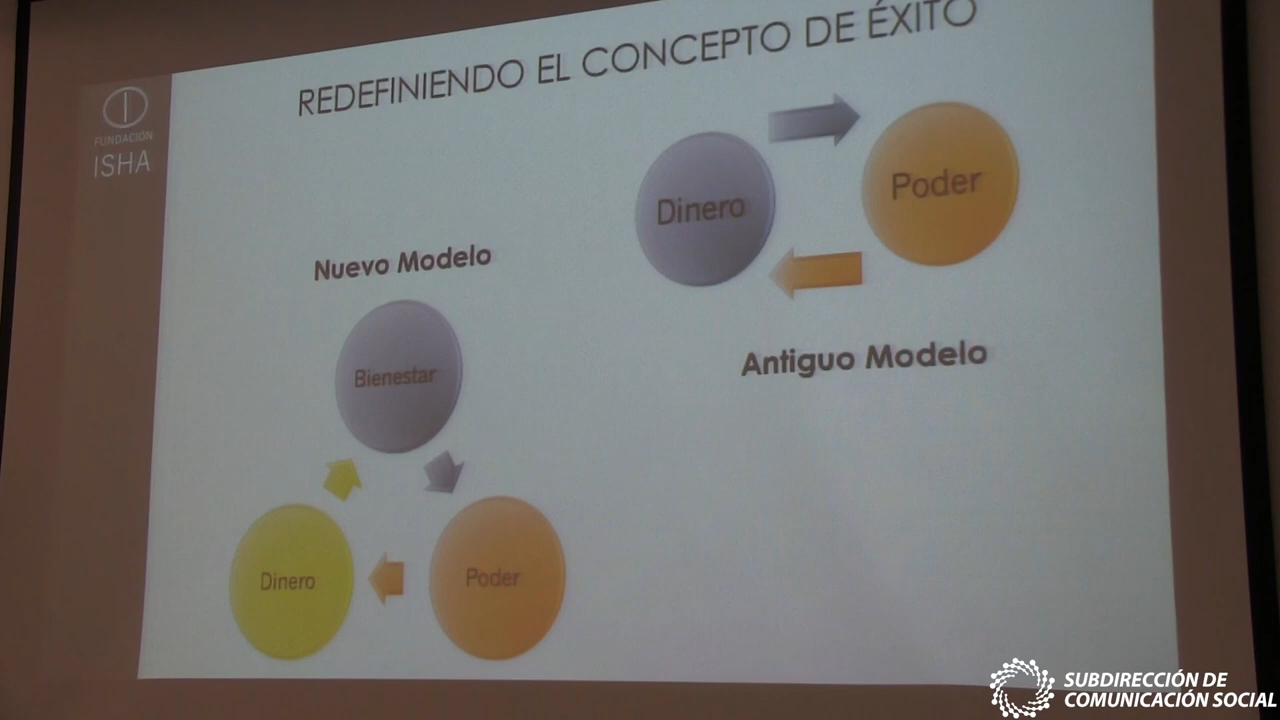 REDEFINIENDO EL CONCEPTO DE ÉXITO
FUNDACIÓN
ISHA
Dinero
Poder
Antiguo Modelo
Nuevo Modelo
Bienestar
Dinero
Poder
SUBDIRECCIÓN DE
COMUNICACIÓN SOCIAL